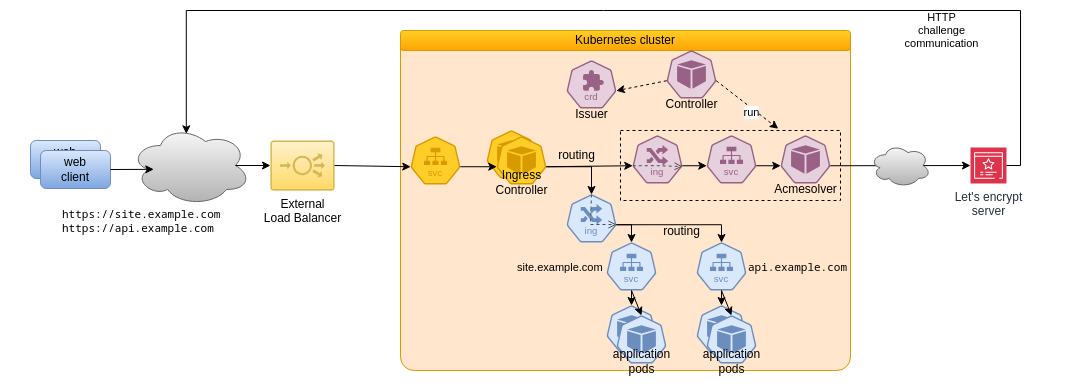 HTTP
challenge
communication
Kubernetes cluster
crd
Issuer
Controller
run
web
web
client
https://site.example.com
https://api.example.com
External
Load Balancer
svc
Ingress
Controller
routing
ing
svc
Acmesolver
Let's encrypt
server
ing
routing
site.example.com
svc
svc
api.example.com
application
pods
application
pods